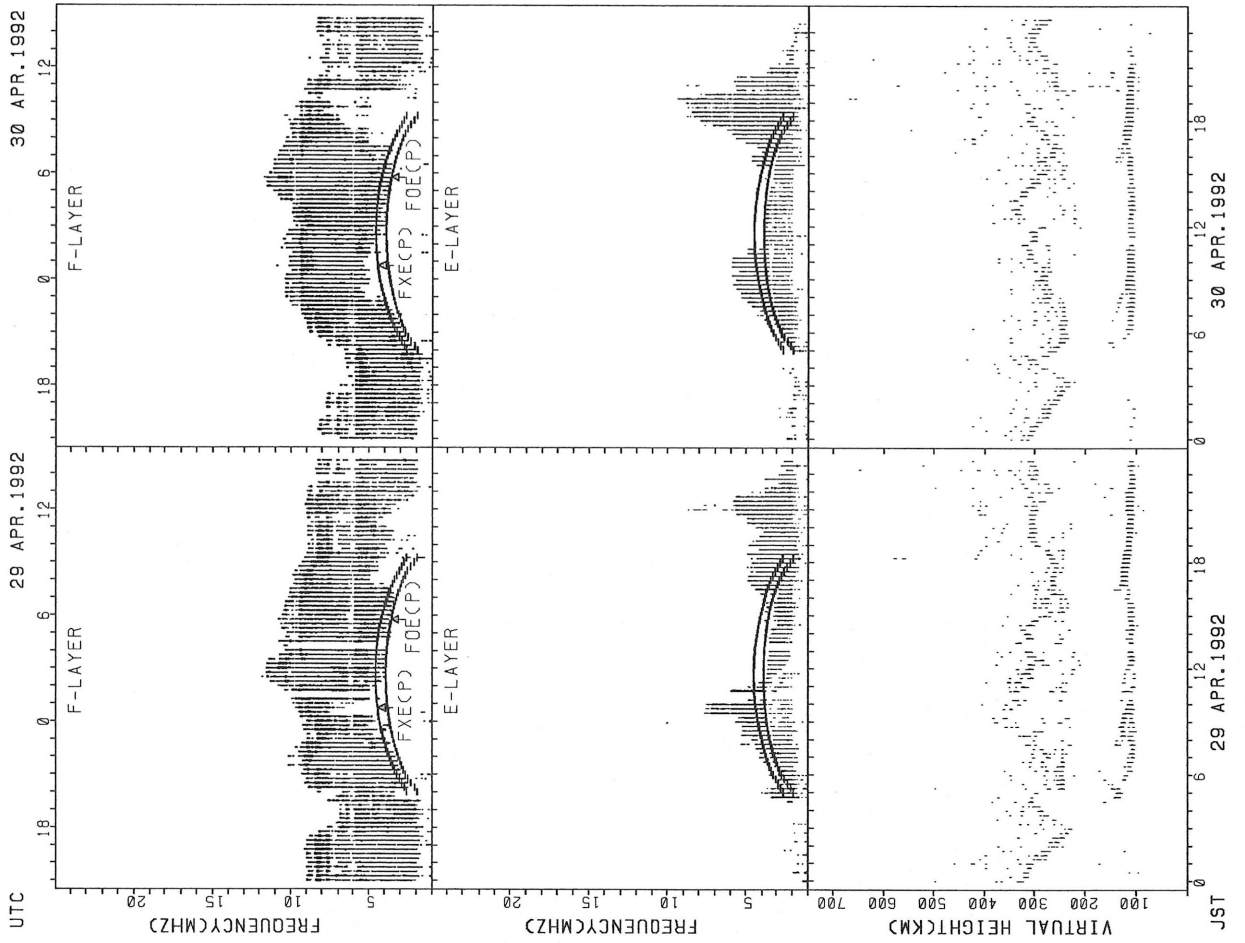 UTC 29 APR.1992 30 APR.1992
18 0 6 12 18 0 6 12
F-LAYER F-LAYER
FREQUENCY(MHZ)
20
15
10
5
FXE(P) FOE(P) FXE(P) FOE(P)
E-LAYER E-LAYER
FREQUENCY(MHZ)
20
15
10
5
VIRTUAL HEIGHT(KM)
700
600
500
400
300
200
100
0 6 12 18 0 6 12 18
JST 29 APR.1992 30 APR.1992